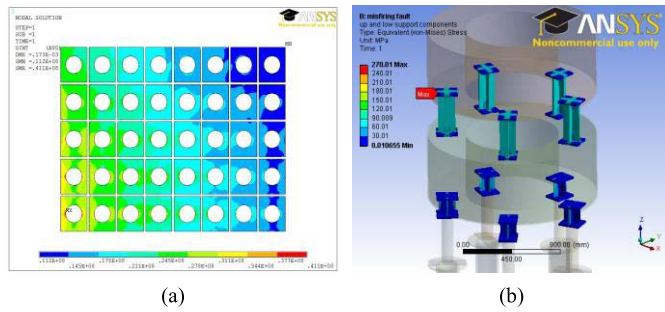 NODAL SOLUTION
STEP=1
SUB =1
TIME=1
SINT (AVG)
DMX =.173E-03
SMN =.112E+08
SMX =.411E+08
ANSYS
Noncommercial use only
MX
.112E+08 .178E+08 .245E+08 .311E+08 .377E+08
.145E+08 .211E+08 .278E+08 .344E+08 .411E+08
(a)
B: misfiring fault
up and low support components
Type: Equivalent (von-Mises) Stress
Unit: MPa
Time: 1
ANSYS
Noncommercial use only
270.01 Max
240.01
210.01
180.01
150.01
120.01
90.009
60.01
30.01
0.010655 Min
Max
0.00
900.00 (mm)
450.00
Z
Y
X
(b)